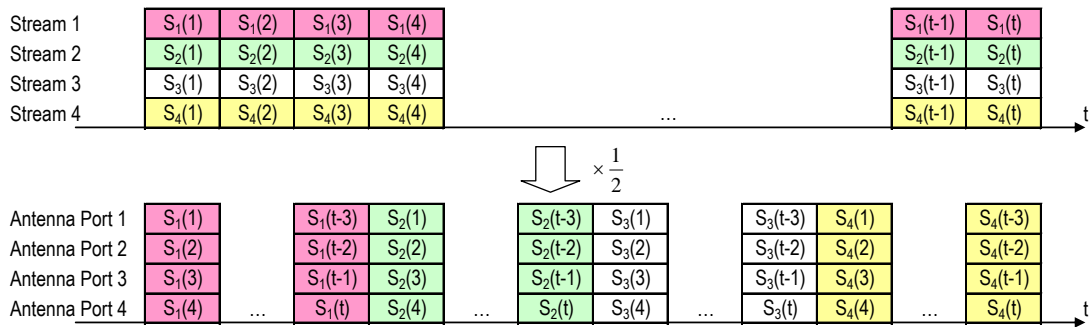 Stream 1 S₁(1) S₁(2) S₁(3) S₁(4) S₁(t-1) S₁(t)
Stream 2 S₂(1) S₂(2) S₂(3) S₂(4) S₂(t-1) S₂(t)
Stream 3 S₃(1) S₃(2) S₃(3) S₃(4) S₃(t-1) S₃(t)
Stream 4 S₄(1) S₄(2) S₄(3) S₄(4) ... S₄(t-1) S₄(t) t
× 1/2
Antenna Port 1 S₁(1) S₁(t-3) S₂(1) S₂(t-3) S₃(1) S₃(t-3) S₄(1) S₄(t-3)
Antenna Port 2 S₁(2) S₁(t-2) S₂(2) S₂(t-2) S₃(2) S₃(t-2) S₄(2) S₄(t-2)
Antenna Port 3 S₁(3) S₁(t-1) S₂(3) S₂(t-1) S₃(3) S₃(t-1) S₄(3) S₄(t-1)
Antenna Port 4 S₁(4) ... S₁(t) S₂(4) ... S₂(t) S₃(4) ... S₃(t) S₄(4) ... S₄(t) t